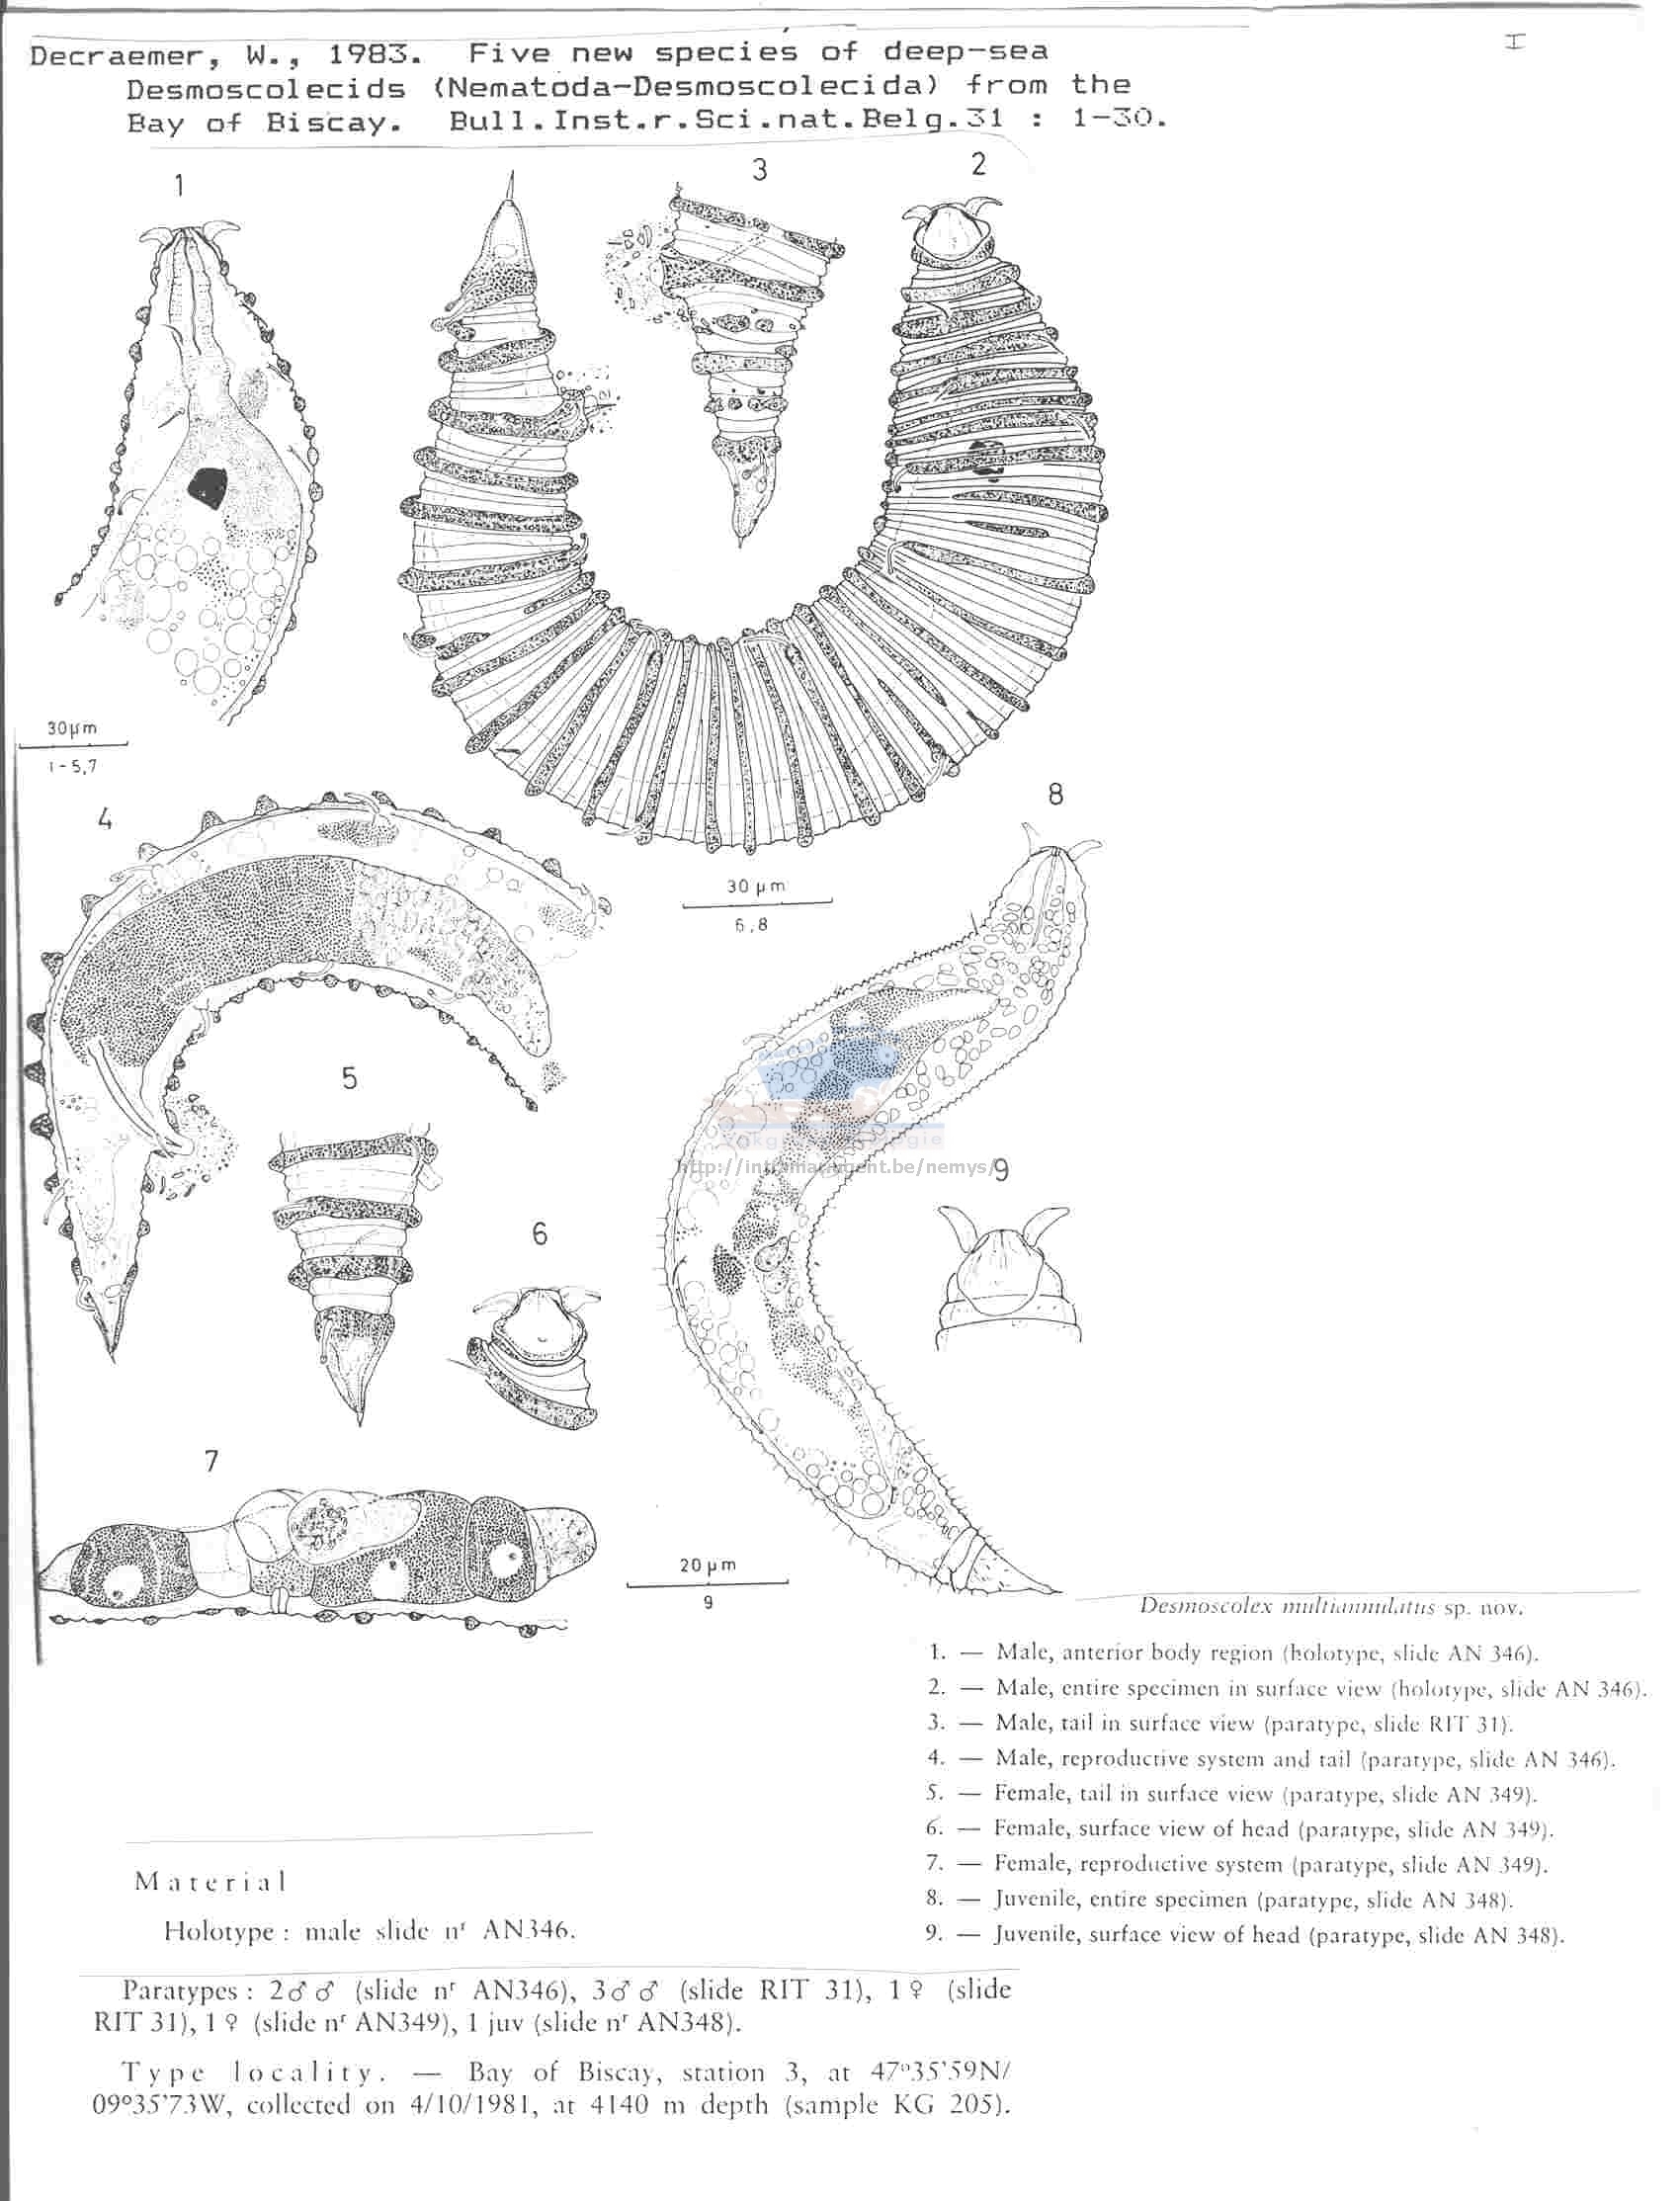 I
Decraemer, W., 1983. Five new species of deep-sea
Desmoscolecids (Nematoda-Desmoscolecida) from the
Bay of Biscay. Bull.Inst.r.Sci.nat.Belg.31 : 1-30.
1
3
2
30µm
1-5,7
4
8
30 µm
6,8
5
9
6
7
20 µm
9
Desmoscolex multiannulatus sp. nov.
1. — Male, anterior body region (holotype, slide AN 346).
2. — Male, entire specimen in surface view (holotype, slide AN 346).
3. — Male, tail in surface view (paratype, slide RIT 31).
4. — Male, reproductive system and tail (paratype, slide AN 346).
5. — Female, tail in surface view (paratype, slide AN 349).
6. — Female, surface view of head (paratype, slide AN 349).
7. — Female, reproductive system (paratype, slide AN 349).
8. — Juvenile, entire specimen (paratype, slide AN 348).
9. — Juvenile, surface view of head (paratype, slide AN 348).
Material
Holotype : male slide nʳ AN346.
Paratypes : 2♂♂ (slide nʳ AN346), 3♂♂ (slide RIT 31), 1♀ (slide
RIT 31), 1♀ (slide nʳ AN349), 1 juv (slide nʳ AN348).
Type locality. — Bay of Biscay, station 3, at 47°35'59N/
09°35'73W, collected on 4/10/1981, at 4140 m depth (sample KG 205).